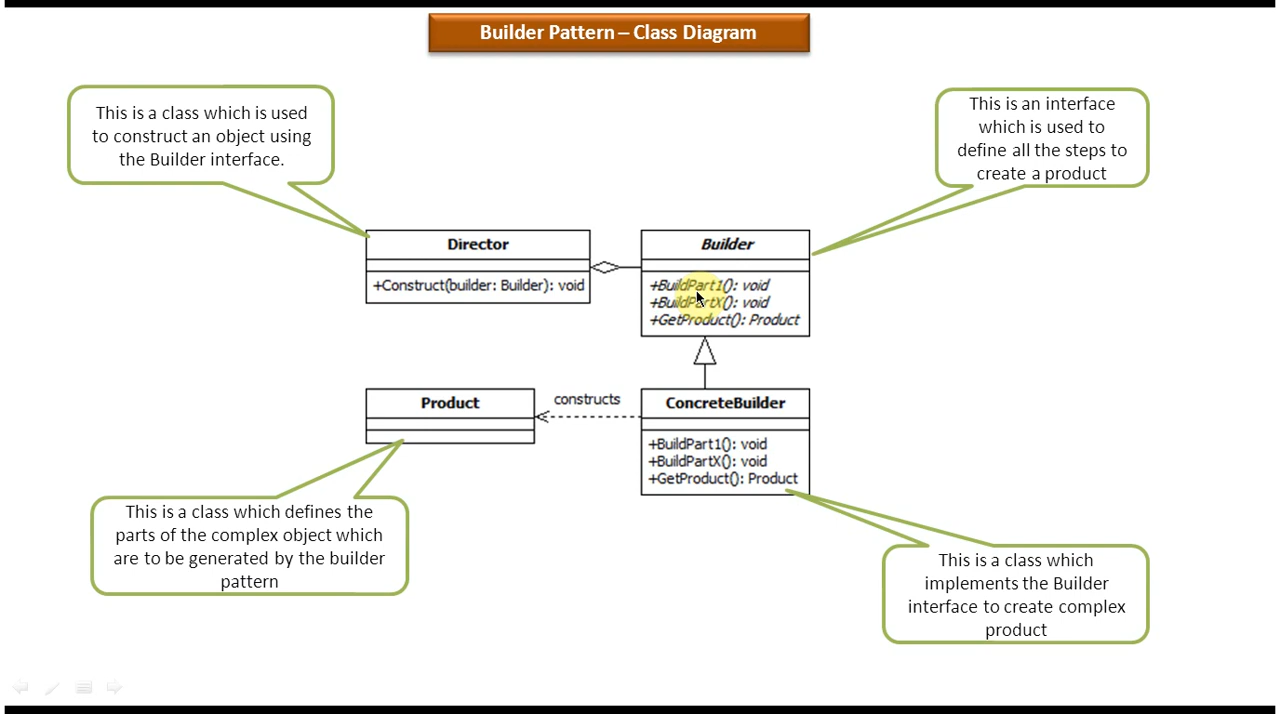 Builder Pattern – Class Diagram
This is a class which is used
to construct an object using
the Builder interface.
This is an interface
which is used to
define all the steps to
create a product
Director
+Construct(builder: Builder): void
Builder
+BuildPart1(): void
+BuildPartX(): void
+GetProduct(): Product
Product
constructs
ConcreteBuilder
+BuildPart1(): void
+BuildPartX(): void
+GetProduct(): Product
This is a class which defines the
parts of the complex object which
are to be generated by the builder
pattern
This is a class which
implements the Builder
interface to create complex
product